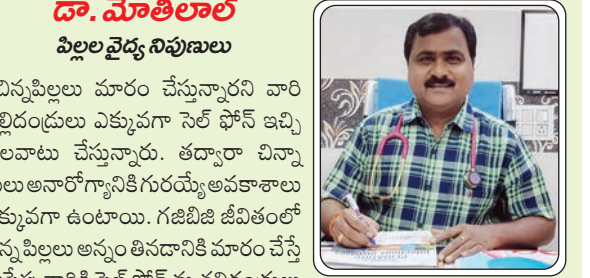 డా. మోతీలాల్
పిల్లల వైద్య నిపుణులు
చిన్నపిల్లలు మారం చేస్తున్నారని వారి
ల్లిదండ్రులు ఎక్కువగా సెల్ ఫోన్ ఇచ్చి
లవాటు చేస్తున్నారు. తద్వారా చిన్నా
లు అనారోగ్యానికి గురయ్యే అవకాశాలు
క్కువగా ఉంటాయి. గజిబిజి జీవితంలో
న్నపిల్లలు అన్నం తినడానికి మారం చేస్తే